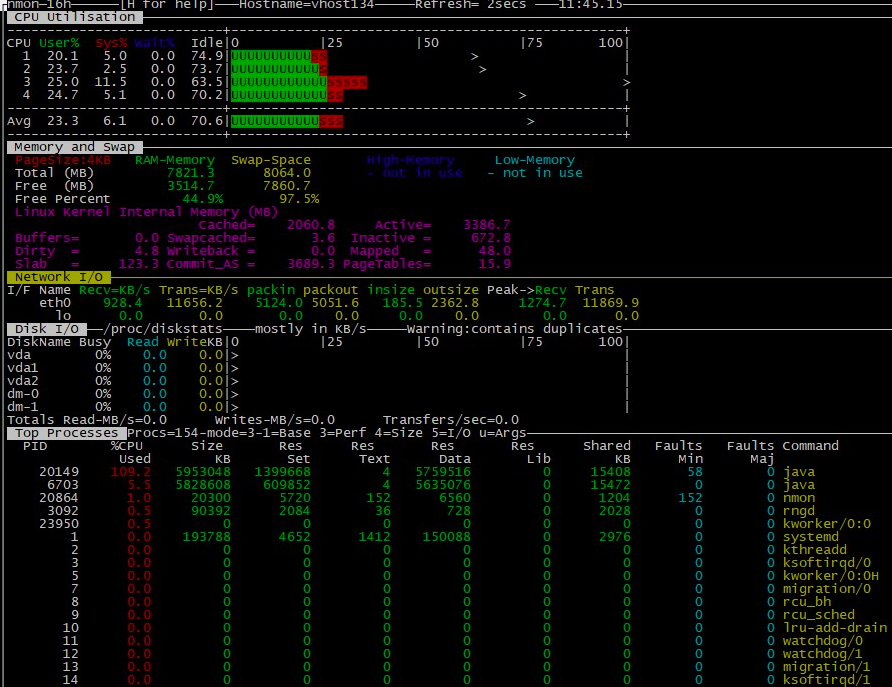 nmon-16h [H for help] Hostname=vhost134 Refresh= 2secs 11:45.15
CPU Utilisation
CPU User% Sys% Wait% Idle|0 |25 |50 |75 100|
1 20.1 5.0 0.0 74.9|UUUUUUUUUUss > |
2 23.7 2.5 0.0 73.7|UUUUUUUUUUUs > |
3 25.0 11.5 0.0 63.5|UUUUUUUUUUUUsssss >
4 24.7 5.1 0.0 70.2|UUUUUUUUUUUUss > |
Avg 23.3 6.1 0.0 70.6|UUUUUUUUUUUsss > |
Memory and Swap
PageSize:4KB RAM-Memory Swap-Space High-Memory Low-Memory
Total (MB) 7821.3 8064.0 - not in use - not in use
Free (MB) 3514.7 7860.7
Free Percent 44.9% 97.5%
Linux Kernel Internal Memory (MB)
Cached= 2060.8 Active= 3386.7
Buffers= 0.0 Swapcached= 3.6 Inactive = 672.8
Dirty = 4.8 Writeback = 0.0 Mapped = 48.0
Slab = 123.3 Commit_AS = 3689.3 PageTables= 15.9
Network I/O
I/F Name Recv=KB/s Trans=KB/s packin packout insize outsize Peak->Recv Trans
eth0 928.4 11656.2 5124.0 5051.6 185.5 2362.8 1274.7 11869.9
lo 0.0 0.0 0.0 0.0 0.0 0.0 0.0 0.0
Disk I/O /proc/diskstats mostly in KB/s Warning:contains duplicates
DiskName Busy Read WriteKB|0 |25 |50 |75 100|
vda 0% 0.0 0.0|> |
vda1 0% 0.0 0.0|> |
vda2 0% 0.0 0.0|> |
dm-0 0% 0.0 0.0|> |
dm-1 0% 0.0 0.0|> |
Totals Read-MB/s=0.0 Writes-MB/s=0.0 Transfers/sec=0.0
Top Processes Procs=154-mode=3-1=Base 3=Perf 4=Size 5=I/O u=Args
PID %CPU Size Res Res Res Res Shared Faults Faults Command
Used KB Set Text Data Lib KB Min Maj
20149 109.2 5953048 1399668 4 5759516 0 15408 58 0 java
6703 5.5 5828608 609852 4 5635076 0 15472 0 0 java
20864 1.0 20300 5720 152 6560 0 1204 152 0 nmon
3092 0.5 90392 2084 36 728 0 2028 0 0 rngd
23950 0.5 0 0 0 0 0 0 0 0 kworker/0:0
1 0.0 193788 4652 1412 150088 0 2976 0 0 systemd
2 0.0 0 0 0 0 0 0 0 0 kthreadd
3 0.0 0 0 0 0 0 0 0 0 ksoftirqd/0
5 0.0 0 0 0 0 0 0 0 0 kworker/0:0H
7 0.0 0 0 0 0 0 0 0 0 migration/0
8 0.0 0 0 0 0 0 0 0 0 rcu_bh
9 0.0 0 0 0 0 0 0 0 0 rcu_sched
10 0.0 0 0 0 0 0 0 0 0 lru-add-drain
11 0.0 0 0 0 0 0 0 0 0 watchdog/0
12 0.0 0 0 0 0 0 0 0 0 watchdog/1
13 0.0 0 0 0 0 0 0 0 0 migration/1
14 0.0 0 0 0 0 0 0 0 0 ksoftirqd/1